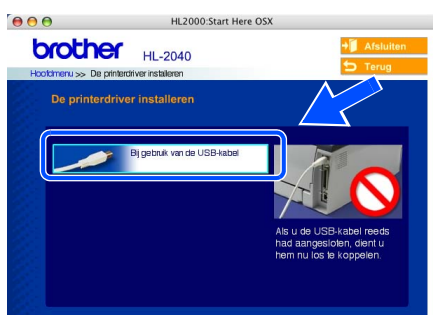 HL2000:Start Here OSX
brother HL-2040
Afsluiten
Terug
Hoofdmenu >> De printerdriver installeren
De printerdriver installeren
Bij gebruik van de USB-kabel
Als u de USB-kabel reeds
had aangesloten, dient u
hem nu los te koppelen.